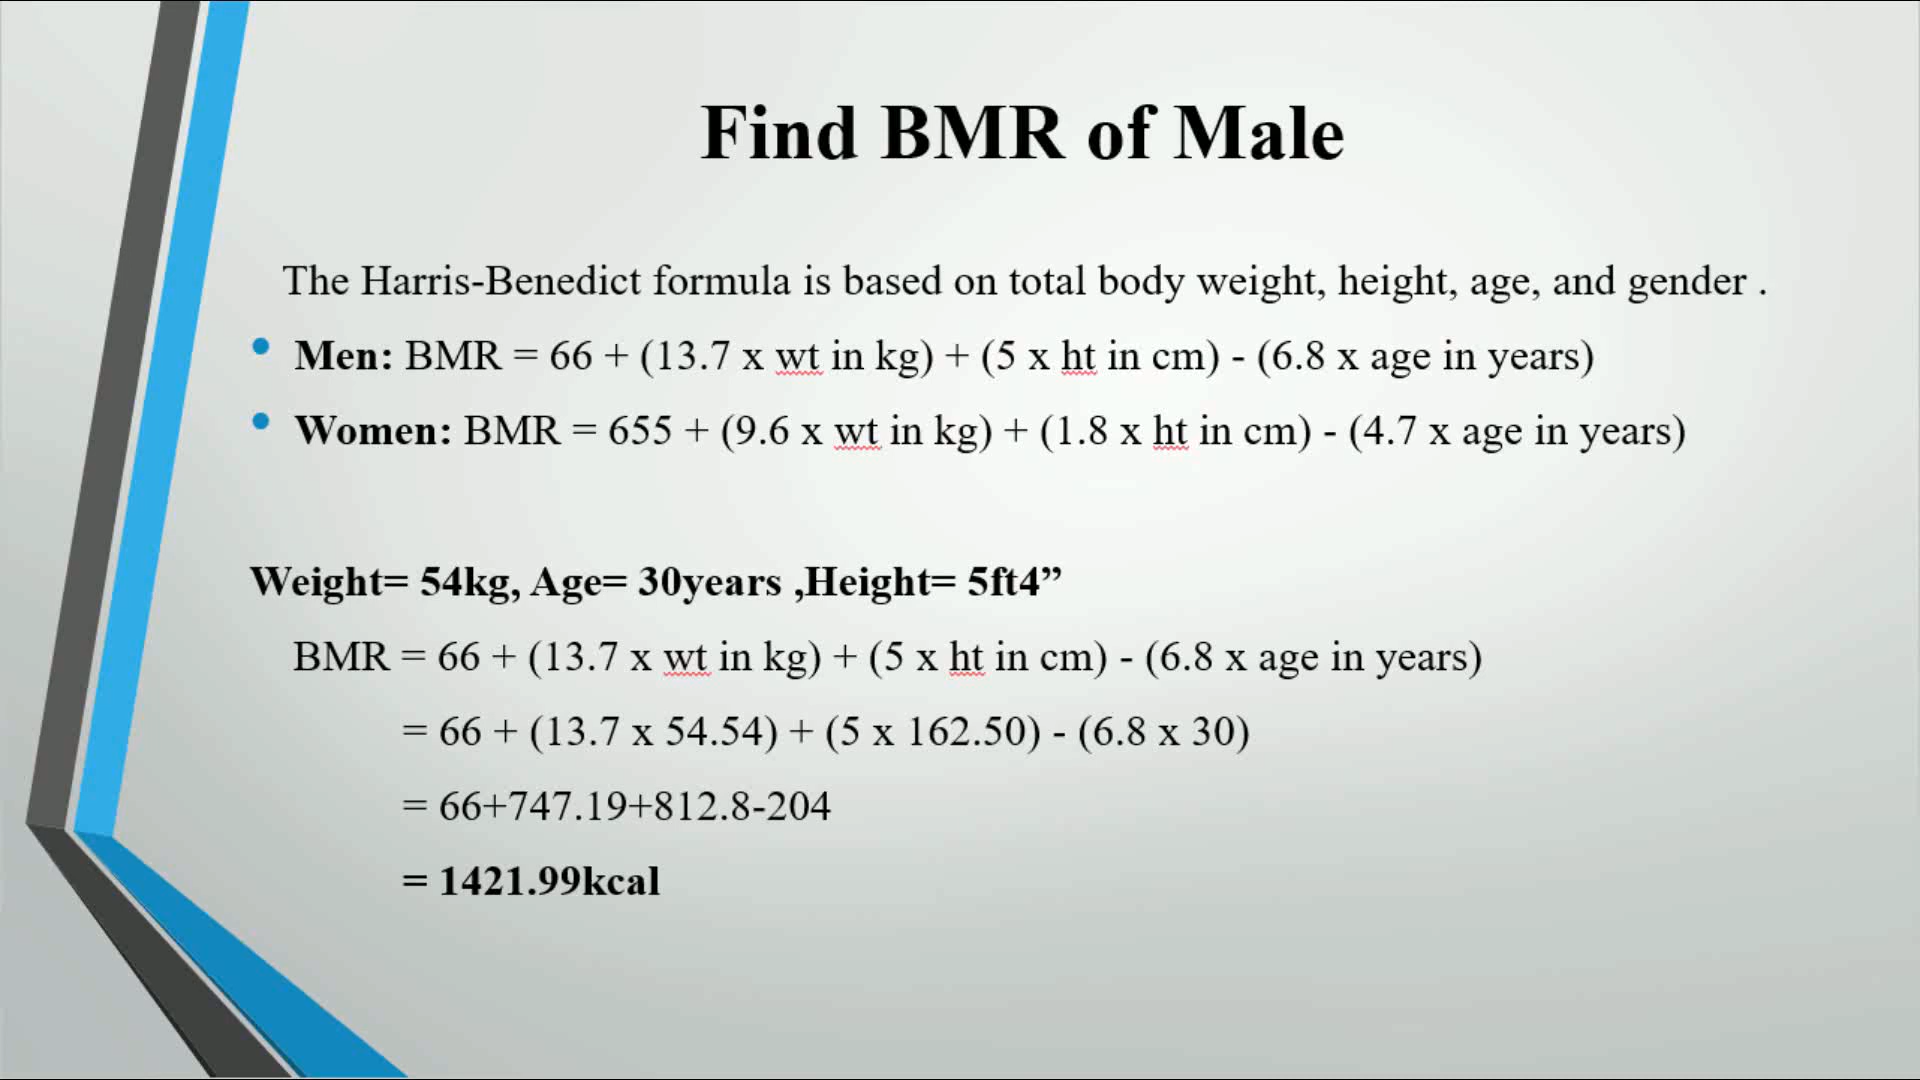 Find BMR of Male
The Harris-Benedict formula is based on total body weight, height, age, and gender .
• Men: BMR = 66 + (13.7 x wt in kg) + (5 x ht in cm) - (6.8 x age in years)
• Women: BMR = 655 + (9.6 x wt in kg) + (1.8 x ht in cm) - (4.7 x age in years)
Weight= 54kg, Age= 30years ,Height= 5ft4”
BMR = 66 + (13.7 x wt in kg) + (5 x ht in cm) - (6.8 x age in years)
= 66 + (13.7 x 54.54) + (5 x 162.50) - (6.8 x 30)
= 66+747.19+812.8-204
= 1421.99kcal